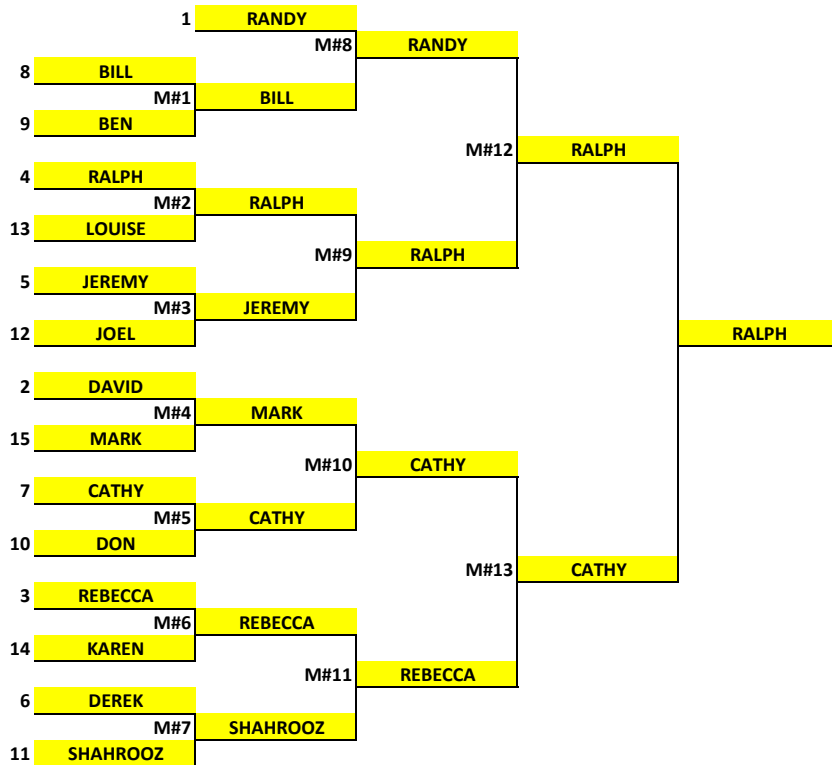 1 RANDY
M#8 RANDY
8 BILL
M#1 BILL
9 BEN
M#12 RALPH
4 RALPH
M#2 RALPH
13 LOUISE
M#9 RALPH
5 JEREMY
M#3 JEREMY
12 JOEL
RALPH
2 DAVID
M#4 MARK
15 MARK
M#10 CATHY
7 CATHY
M#5 CATHY
10 DON
M#13 CATHY
3 REBECCA
M#6 REBECCA
14 KAREN
M#11 REBECCA
6 DEREK
M#7 SHAHROOZ
11 SHAHROOZ